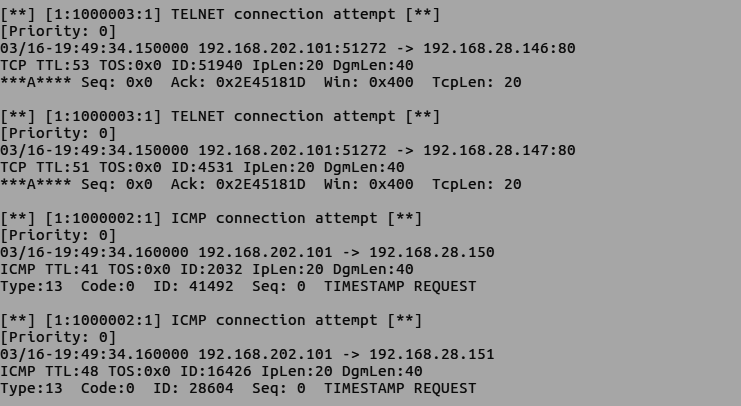 [**] [1:1000003:1] TELNET connection attempt [**]
[Priority: 0]
03/16-19:49:34.150000 192.168.202.101:51272 -> 192.168.28.146:80
TCP TTL:53 TOS:0x0 ID:51940 IpLen:20 DgmLen:40
***A**** Seq: 0x0  Ack: 0x2E45181D  Win: 0x400  TcpLen: 20
[**] [1:1000003:1] TELNET connection attempt [**]
[Priority: 0]
03/16-19:49:34.150000 192.168.202.101:51272 -> 192.168.28.147:80
TCP TTL:51 TOS:0x0 ID:4531 IpLen:20 DgmLen:40
***A**** Seq: 0x0  Ack: 0x2E45181D  Win: 0x400  TcpLen: 20
[**] [1:1000002:1] ICMP connection attempt [**]
[Priority: 0]
03/16-19:49:34.160000 192.168.202.101 -> 192.168.28.150
ICMP TTL:41 TOS:0x0 ID:2032 IpLen:20 DgmLen:40
Type:13  Code:0  ID: 41492  Seq: 0  TIMESTAMP REQUEST
[**] [1:1000002:1] ICMP connection attempt [**]
[Priority: 0]
03/16-19:49:34.160000 192.168.202.101 -> 192.168.28.151
ICMP TTL:48 TOS:0x0 ID:16426 IpLen:20 DgmLen:40
Type:13  Code:0  ID: 28604  Seq: 0  TIMESTAMP REQUEST